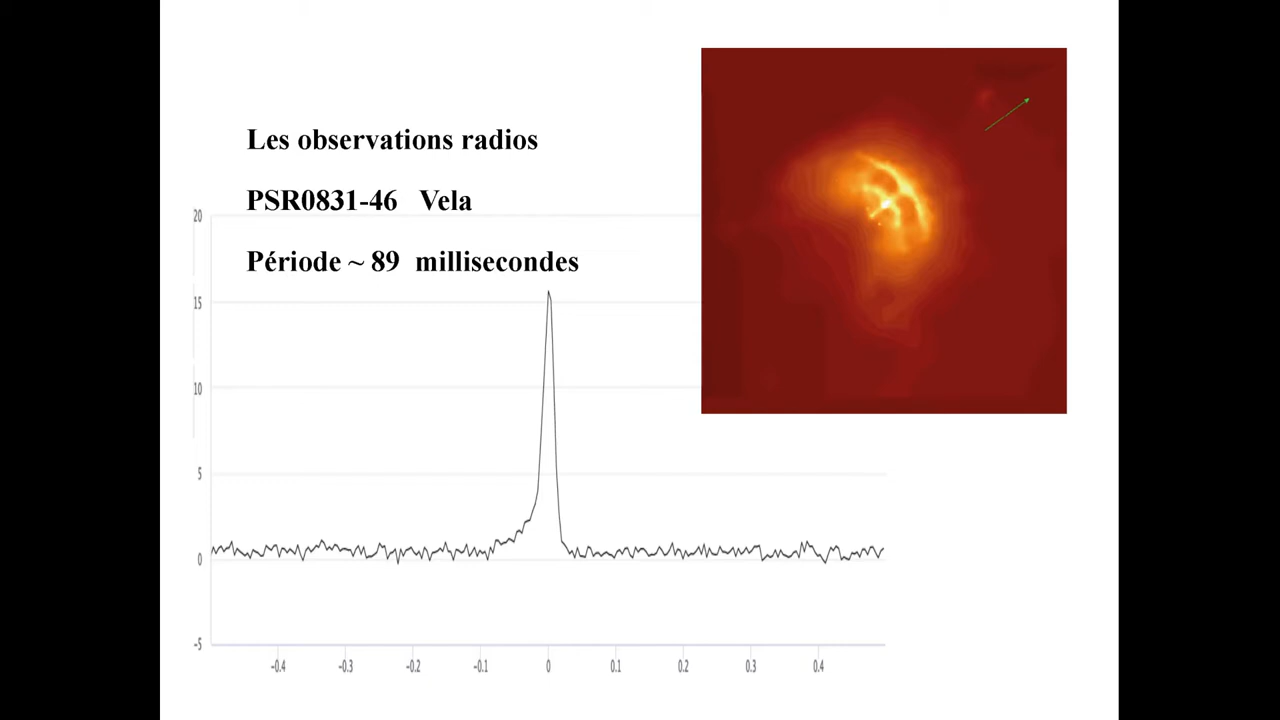 Les observations radios
PSR0831-46 Vela
Période ~ 89 millisecondes
20
15
10
5
0
-5
-0.4 -0.3 -0.2 -0.1 0 0.1 0.2 0.3 0.4